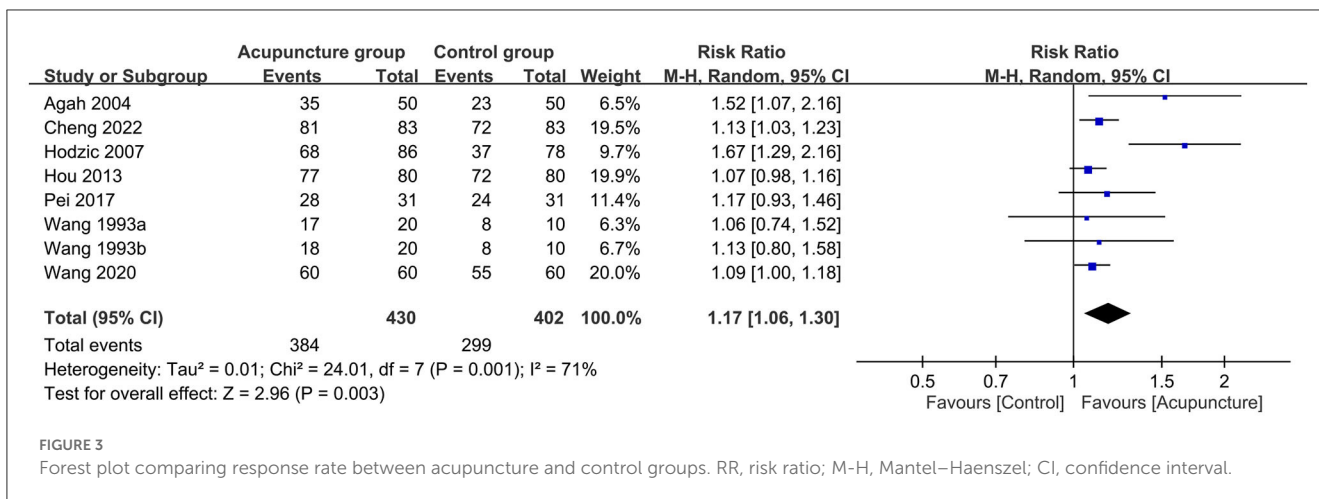 Acupuncture group Control group Risk Ratio Risk Ratio
Study or Subgroup Events Total Events Total Weight M-H, Random, 95% CI M-H, Random, 95% CI
Agah 2004 35 50 23 50 6.5% 1.52 [1.07, 2.16]
Cheng 2022 81 83 72 83 19.5% 1.13 [1.03, 1.23]
Hodzic 2007 68 86 37 78 9.7% 1.67 [1.29, 2.16]
Hou 2013 77 80 72 80 19.9% 1.07 [0.98, 1.16]
Pei 2017 28 31 24 31 11.4% 1.17 [0.93, 1.46]
Wang 1993a 17 20 8 10 6.3% 1.06 [0.74, 1.52]
Wang 1993b 18 20 8 10 6.7% 1.13 [0.80, 1.58]
Wang 2020 60 60 55 60 20.0% 1.09 [1.00, 1.18]
Total (95% CI) 430 402 100.0% 1.17 [1.06, 1.30]
Total events 384 299
Heterogeneity: Tau² = 0.01; Chi² = 24.01, df = 7 (P = 0.001); I² = 71%
Test for overall effect: Z = 2.96 (P = 0.003)
0.5 0.7 1 1.5 2
Favours [Control] Favours [Acupuncture]
FIGURE 3
Forest plot comparing response rate between acupuncture and control groups. RR, risk ratio; M-H, Mantel–Haenszel; CI, confidence interval.